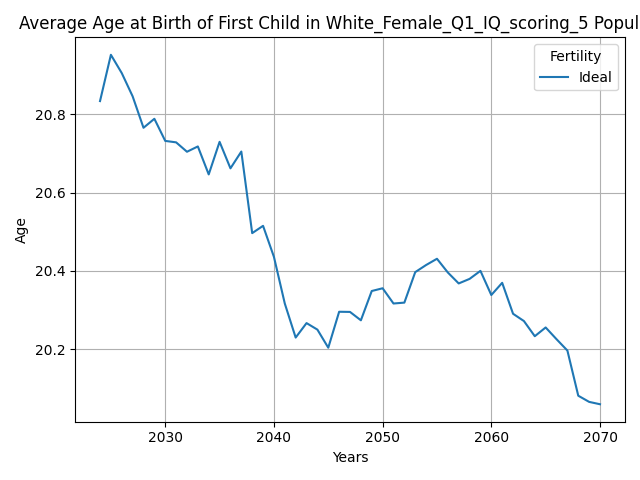 Average Age at Birth of First Child in White_Female_Q1_IQ_scoring_5 Popul
Fertility
Ideal
20.8
20.6
20.4
20.2
Age
2030 2040 2050 2060 2070
Years